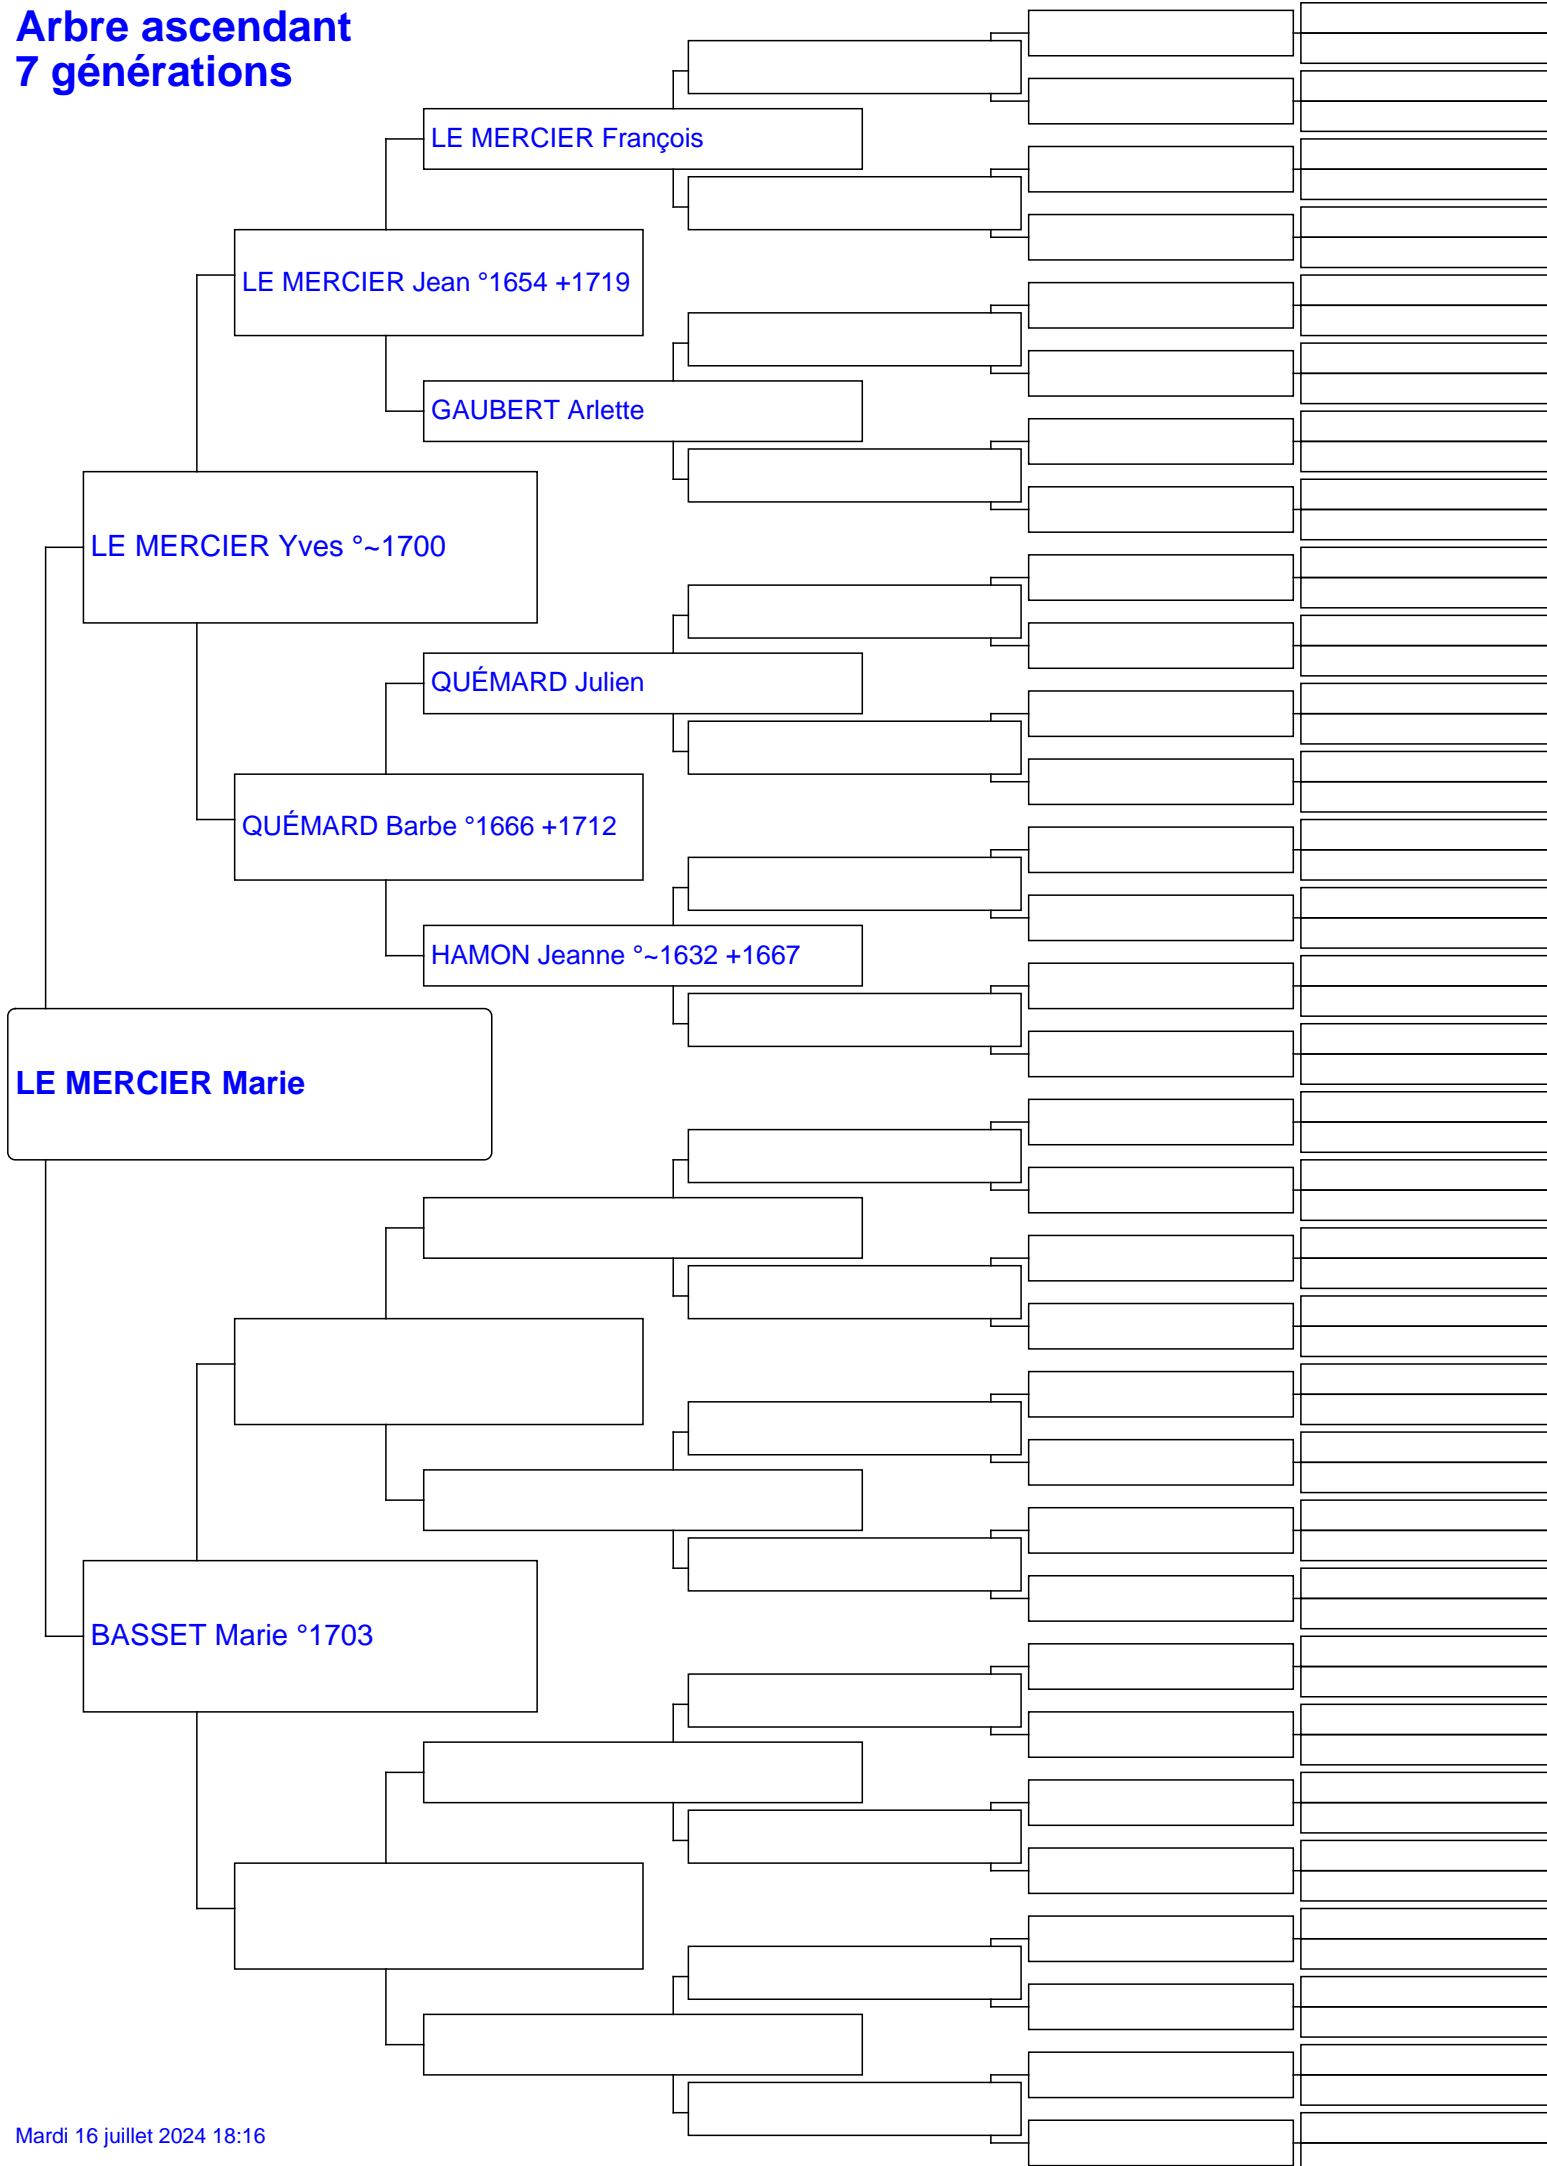 Arbre ascendant
7 générations
LE MERCIER François
LE MERCIER Jean °1654 +1719
GAUBERT Arlette
LE MERCIER Yves °~1700
QUÉMARD Julien
QUÉMARD Barbe °1666 +1712
HAMON Jeanne °~1632 +1667
LE MERCIER Marie
BASSET Marie °1703
Mardi 16 juillet 2024 18:16